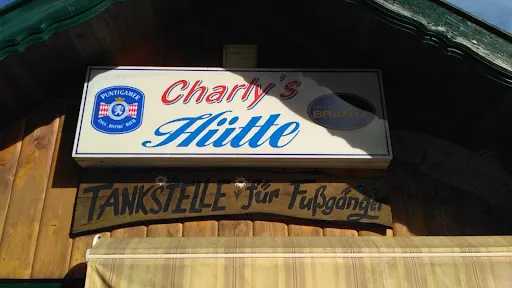 PUNTIGAMER
Charly's
Hütte
TANKSTELLE für Fußgänger